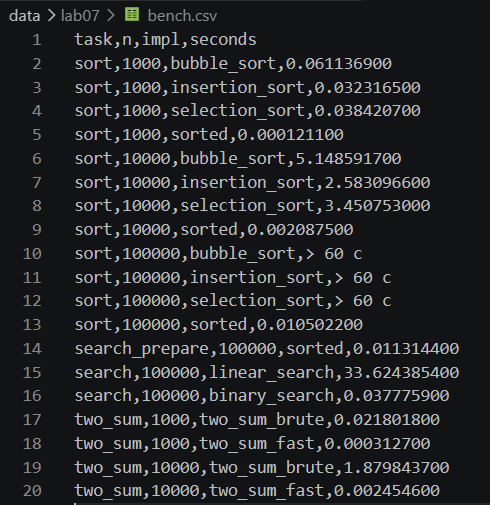 data > lab07 > bench.csv
1 task,n,impl,seconds
2 sort,1000,bubble_sort,0.061136900
3 sort,1000,insertion_sort,0.032316500
4 sort,1000,selection_sort,0.038420700
5 sort,1000,sorted,0.000121100
6 sort,10000,bubble_sort,5.148591700
7 sort,10000,insertion_sort,2.583096600
8 sort,10000,selection_sort,3.450753000
9 sort,10000,sorted,0.002087500
10 sort,100000,bubble_sort,> 60 с
11 sort,100000,insertion_sort,> 60 с
12 sort,100000,selection_sort,> 60 с
13 sort,100000,sorted,0.010502200
14 search_prepare,100000,sorted,0.011314400
15 search,100000,linear_search,33.624385400
16 search,100000,binary_search,0.037775900
17 two_sum,1000,two_sum_brute,0.021801800
18 two_sum,1000,two_sum_fast,0.000312700
19 two_sum,10000,two_sum_brute,1.879843700
20 two_sum,10000,two_sum_fast,0.002454600